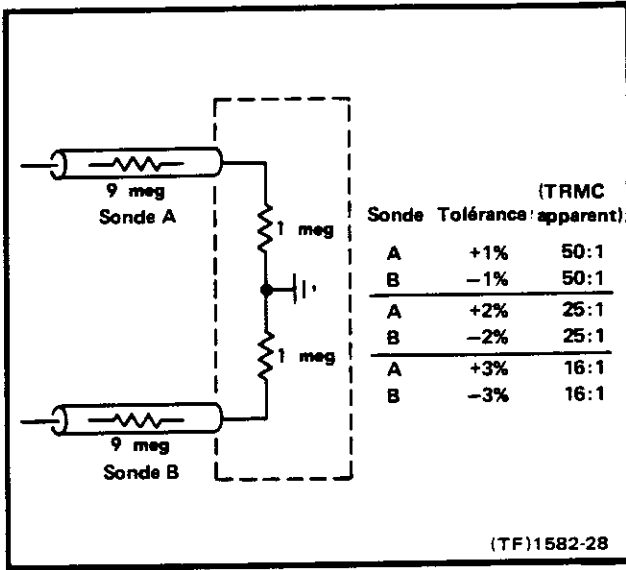 9 meg
Sonde A
1 meg
1 meg
9 meg
Sonde B
(TRMC
Sonde Tolérance apparent)
A +1% 50:1
B −1% 50:1
A +2% 25:1
B −2% 25:1
A +3% 16:1
B −3% 16:1
(TF)1582-28